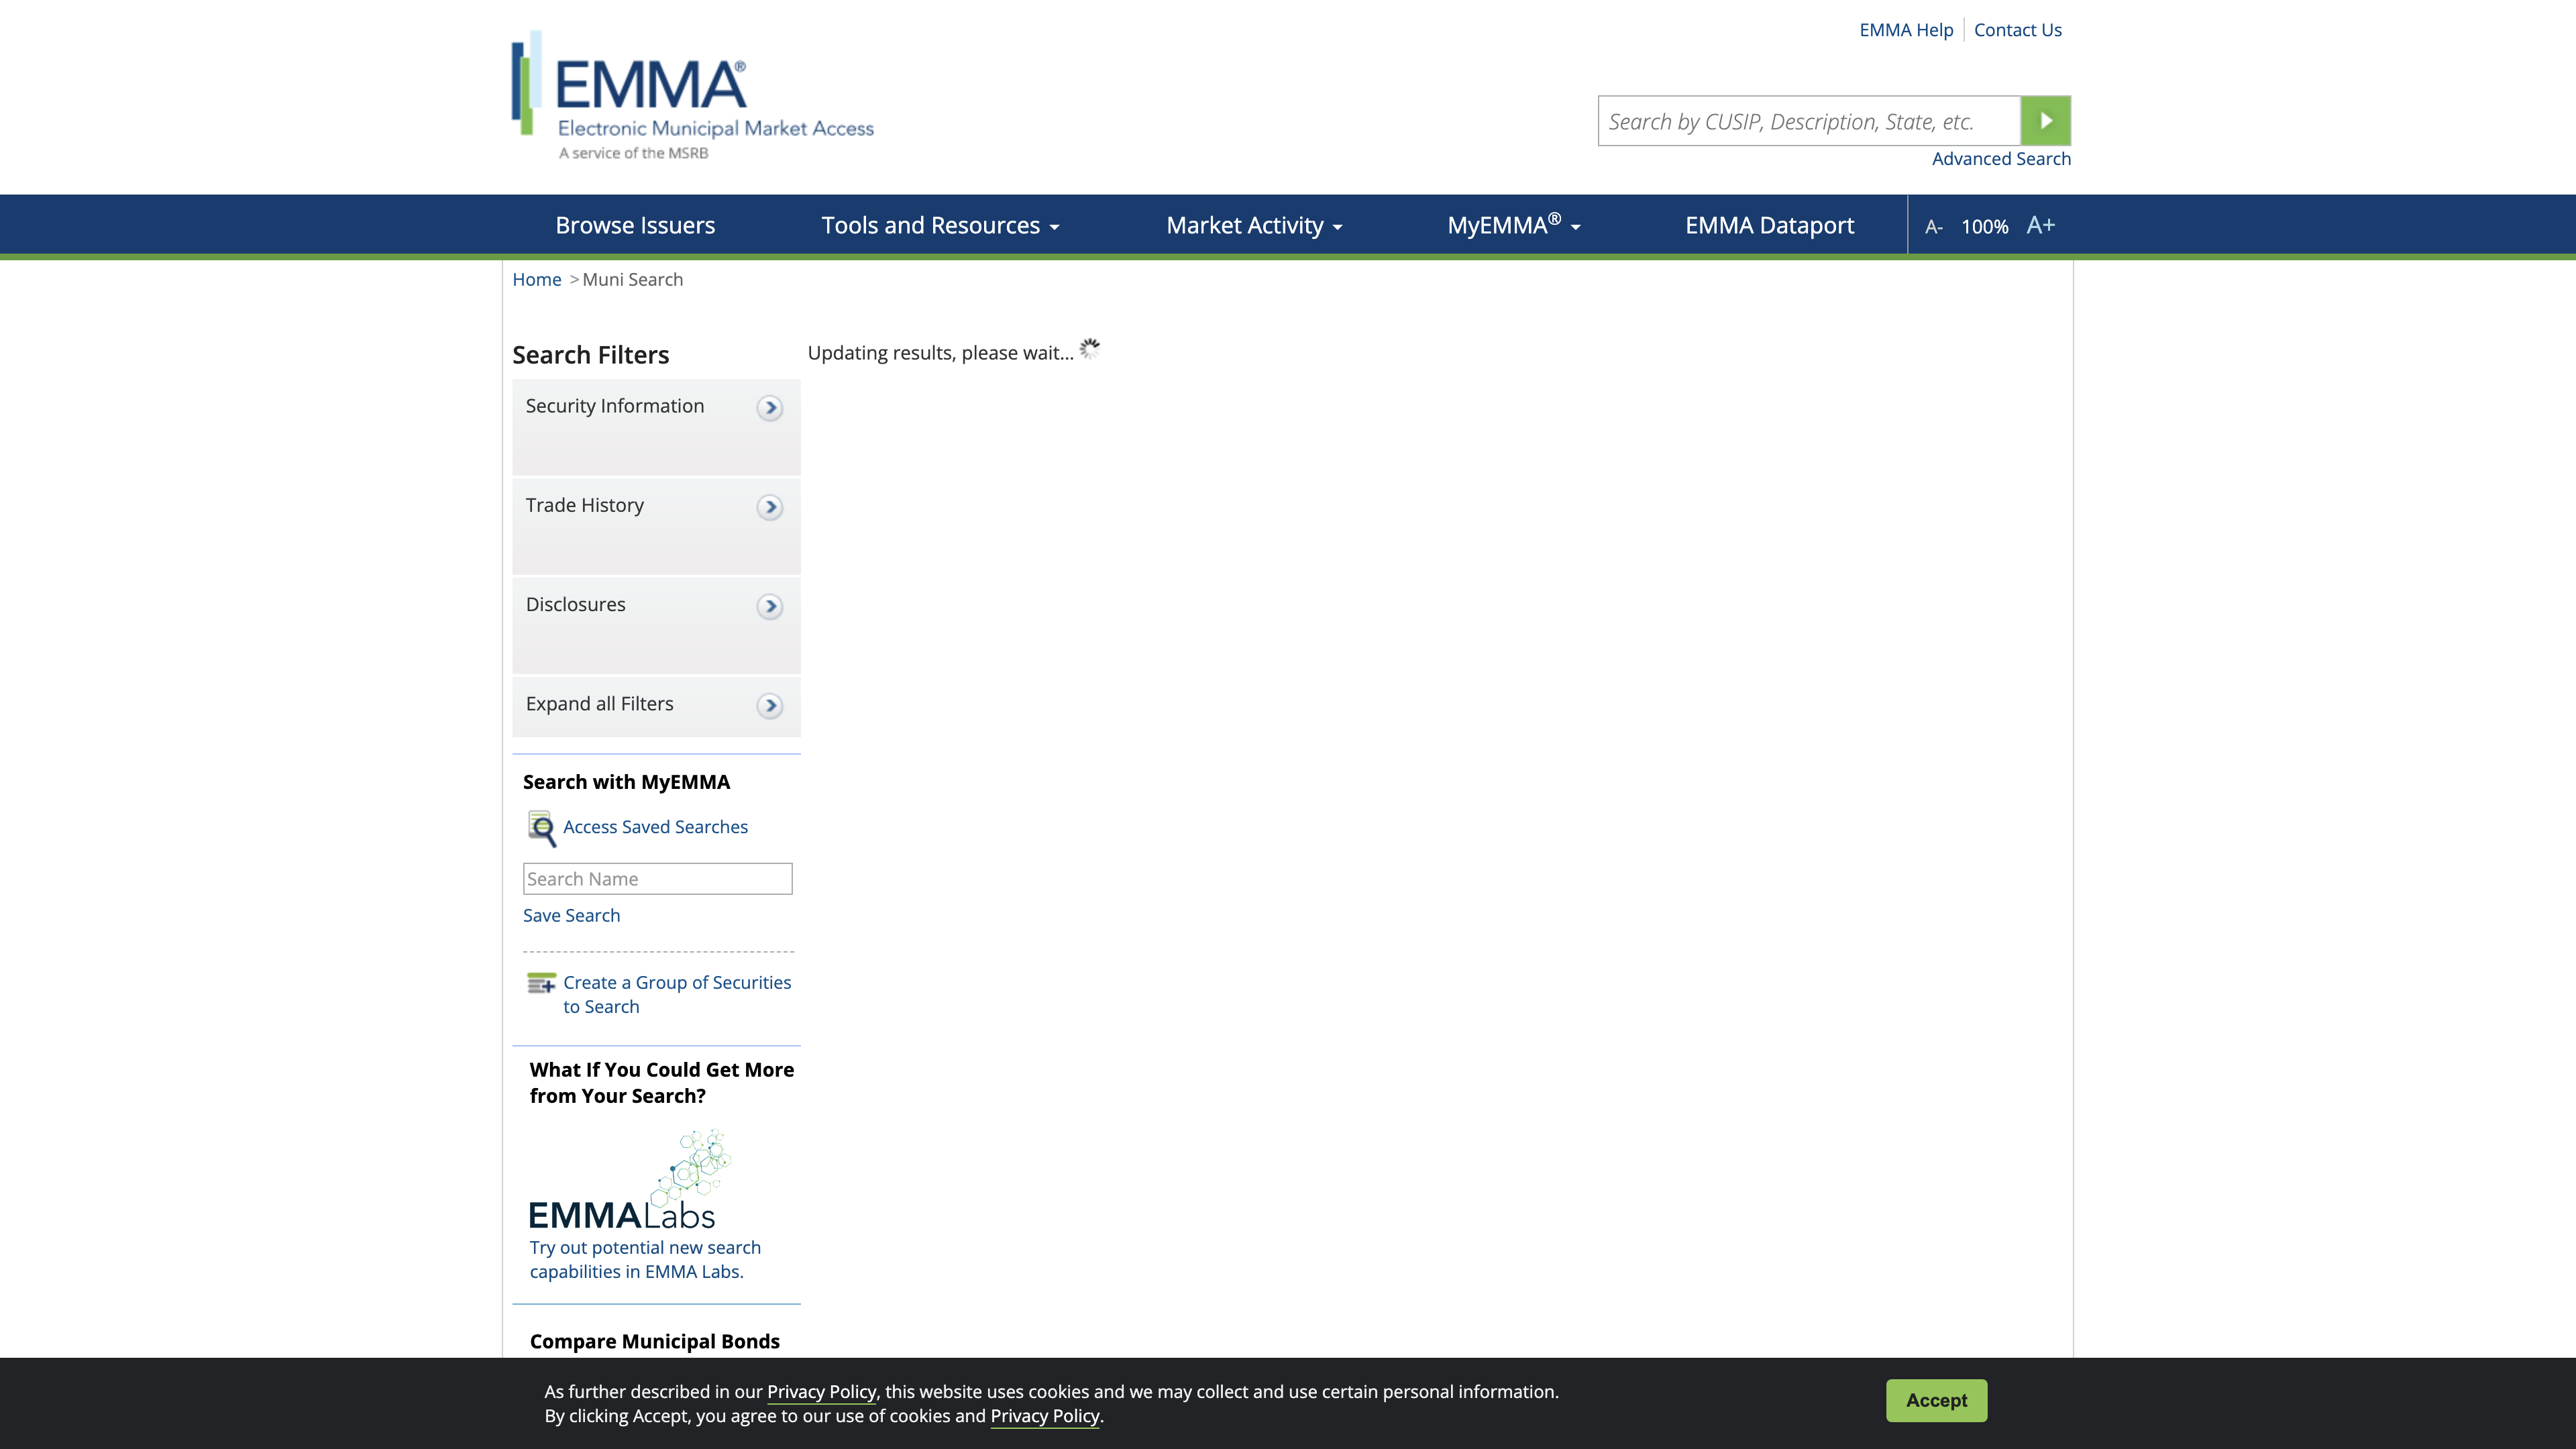 EMMA Help
Contact Us
EMMA®
Electronic Municipal Market Access
A service of the MSRB
Search by CUSIP, Description, State, etc.
Advanced Search
Browse Issuers
Tools and Resources
Market Activity
MyEMMA®
EMMA Dataport
A-
100%
A+
Home > Muni Search
Search Filters
Updating results, please wait...
Security Information
Trade History
Disclosures
Expand all Filters
Search with MyEMMA
Access Saved Searches
Search Name
Save Search
Create a Group of Securities
to Search
What If You Could Get More
from Your Search?
EMMALabs
Try out potential new search
capabilities in EMMA Labs.
Compare Municipal Bonds
As further described in our Privacy Policy, this website uses cookies and we may collect and use certain personal information.
By clicking Accept, you agree to our use of cookies and Privacy Policy.
Accept